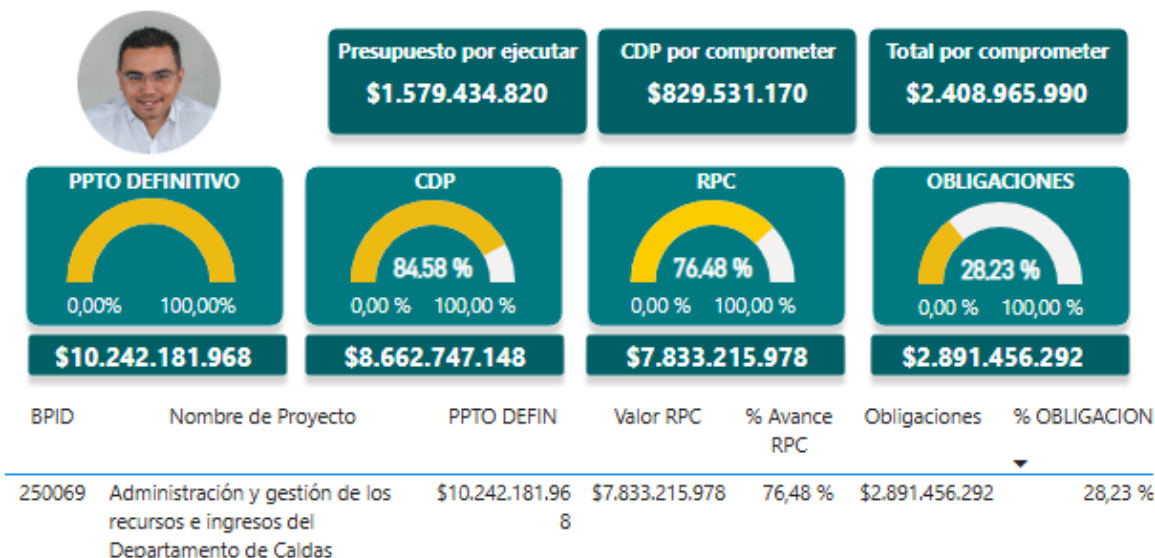 Presupuesto por ejecutar
$1.579.434.820
CDP por comprometer
$829.531.170
Total por comprometer
$2.408.965.990
PPTO DEFINITIVO
0,00% 100,00%
$10.242.181.968
CDP
84.58 %
0,00 % 100,00 %
$8.662.747.148
RPC
76.48 %
0,00 % 100,00 %
$7.833.215.978
OBLIGACIONES
28.23 %
0,00 % 100,00 %
$2.891.456.292
BPID Nombre de Proyecto PPTO DEFIN Valor RPC % Avance Obligaciones % OBLIGACION
RPC
250069 Administración y gestión de los $10.242.181.96 $7.833.215.978 76,48 % $2.891.456.292 28,23 %
recursos e ingresos del 8
Departamento de Caldas